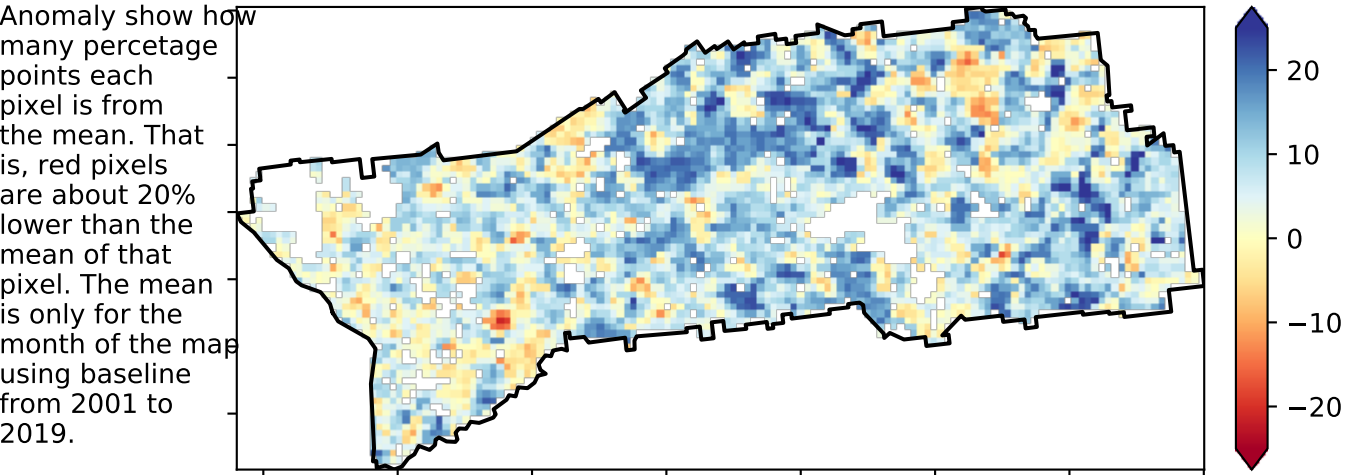 Anomaly show how
many percetage
points each
pixel is from
the mean. That
is, red pixels
are about 20%
lower than the
mean of that
pixel. The mean
is only for the
month of the map
using baseline
from 2001 to
2019.
20
10
0
−10
−20